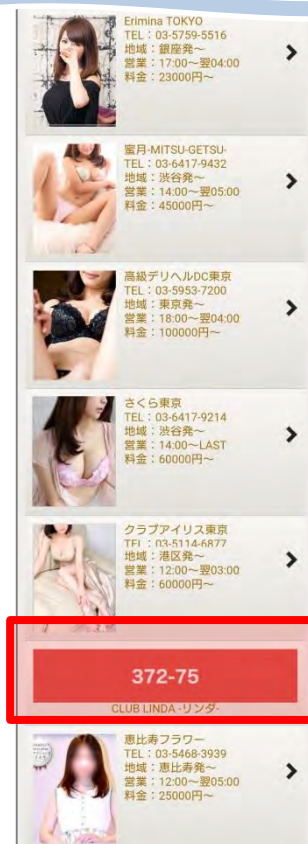 Erimina TOKYO
TEL：03-5759-5516
地域：銀座発～
営業：17:00～翌04:00
料金：23000円～
蜜月-MITSU-GETSU-
TEL：03-6417-9432
地域：渋谷発～
営業：14:00～翌05:00
料金：45000円～
高級デリヘルDC東京
TEL：03-5953-7200
地域：東京発～
営業：18:00～翌04:00
料金：100000円～
さくら東京
TEL：03-6417-9214
地域：渋谷発～
営業：14:00～LAST
料金：60000円～
クラブアイリス東京
TEL：03-5114-6877
地域：港区発～
営業：12:00～翌03:00
料金：60000円～
372-75
CLUB LINDA -リンダ-
恵比寿フラワー
TEL：03-5468-3939
地域：恵比寿発～
営業：12:00～翌05:00
料金：25000円～